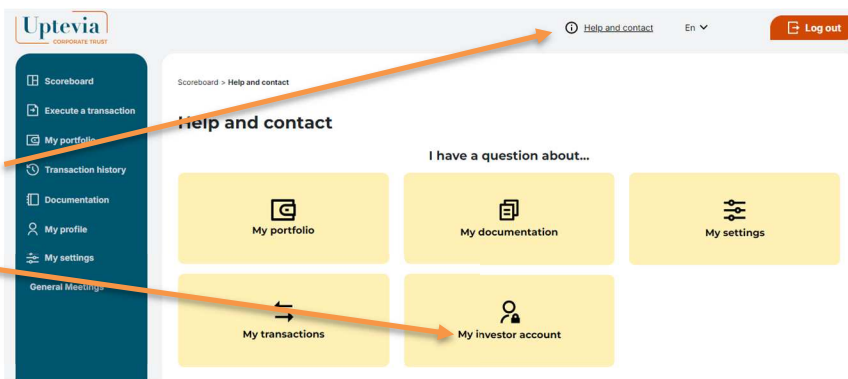 Uptevia
CORPORATE TRUST
Help and contact
En
Log out
Scoreboard
Execute a transaction
My portfolio
Transaction history
Documentation
My profile
My settings
General Meetings
Scoreboard > Help and contact
Help and contact
I have a question about...
My portfolio
My documentation
My settings
My transactions
My investor account